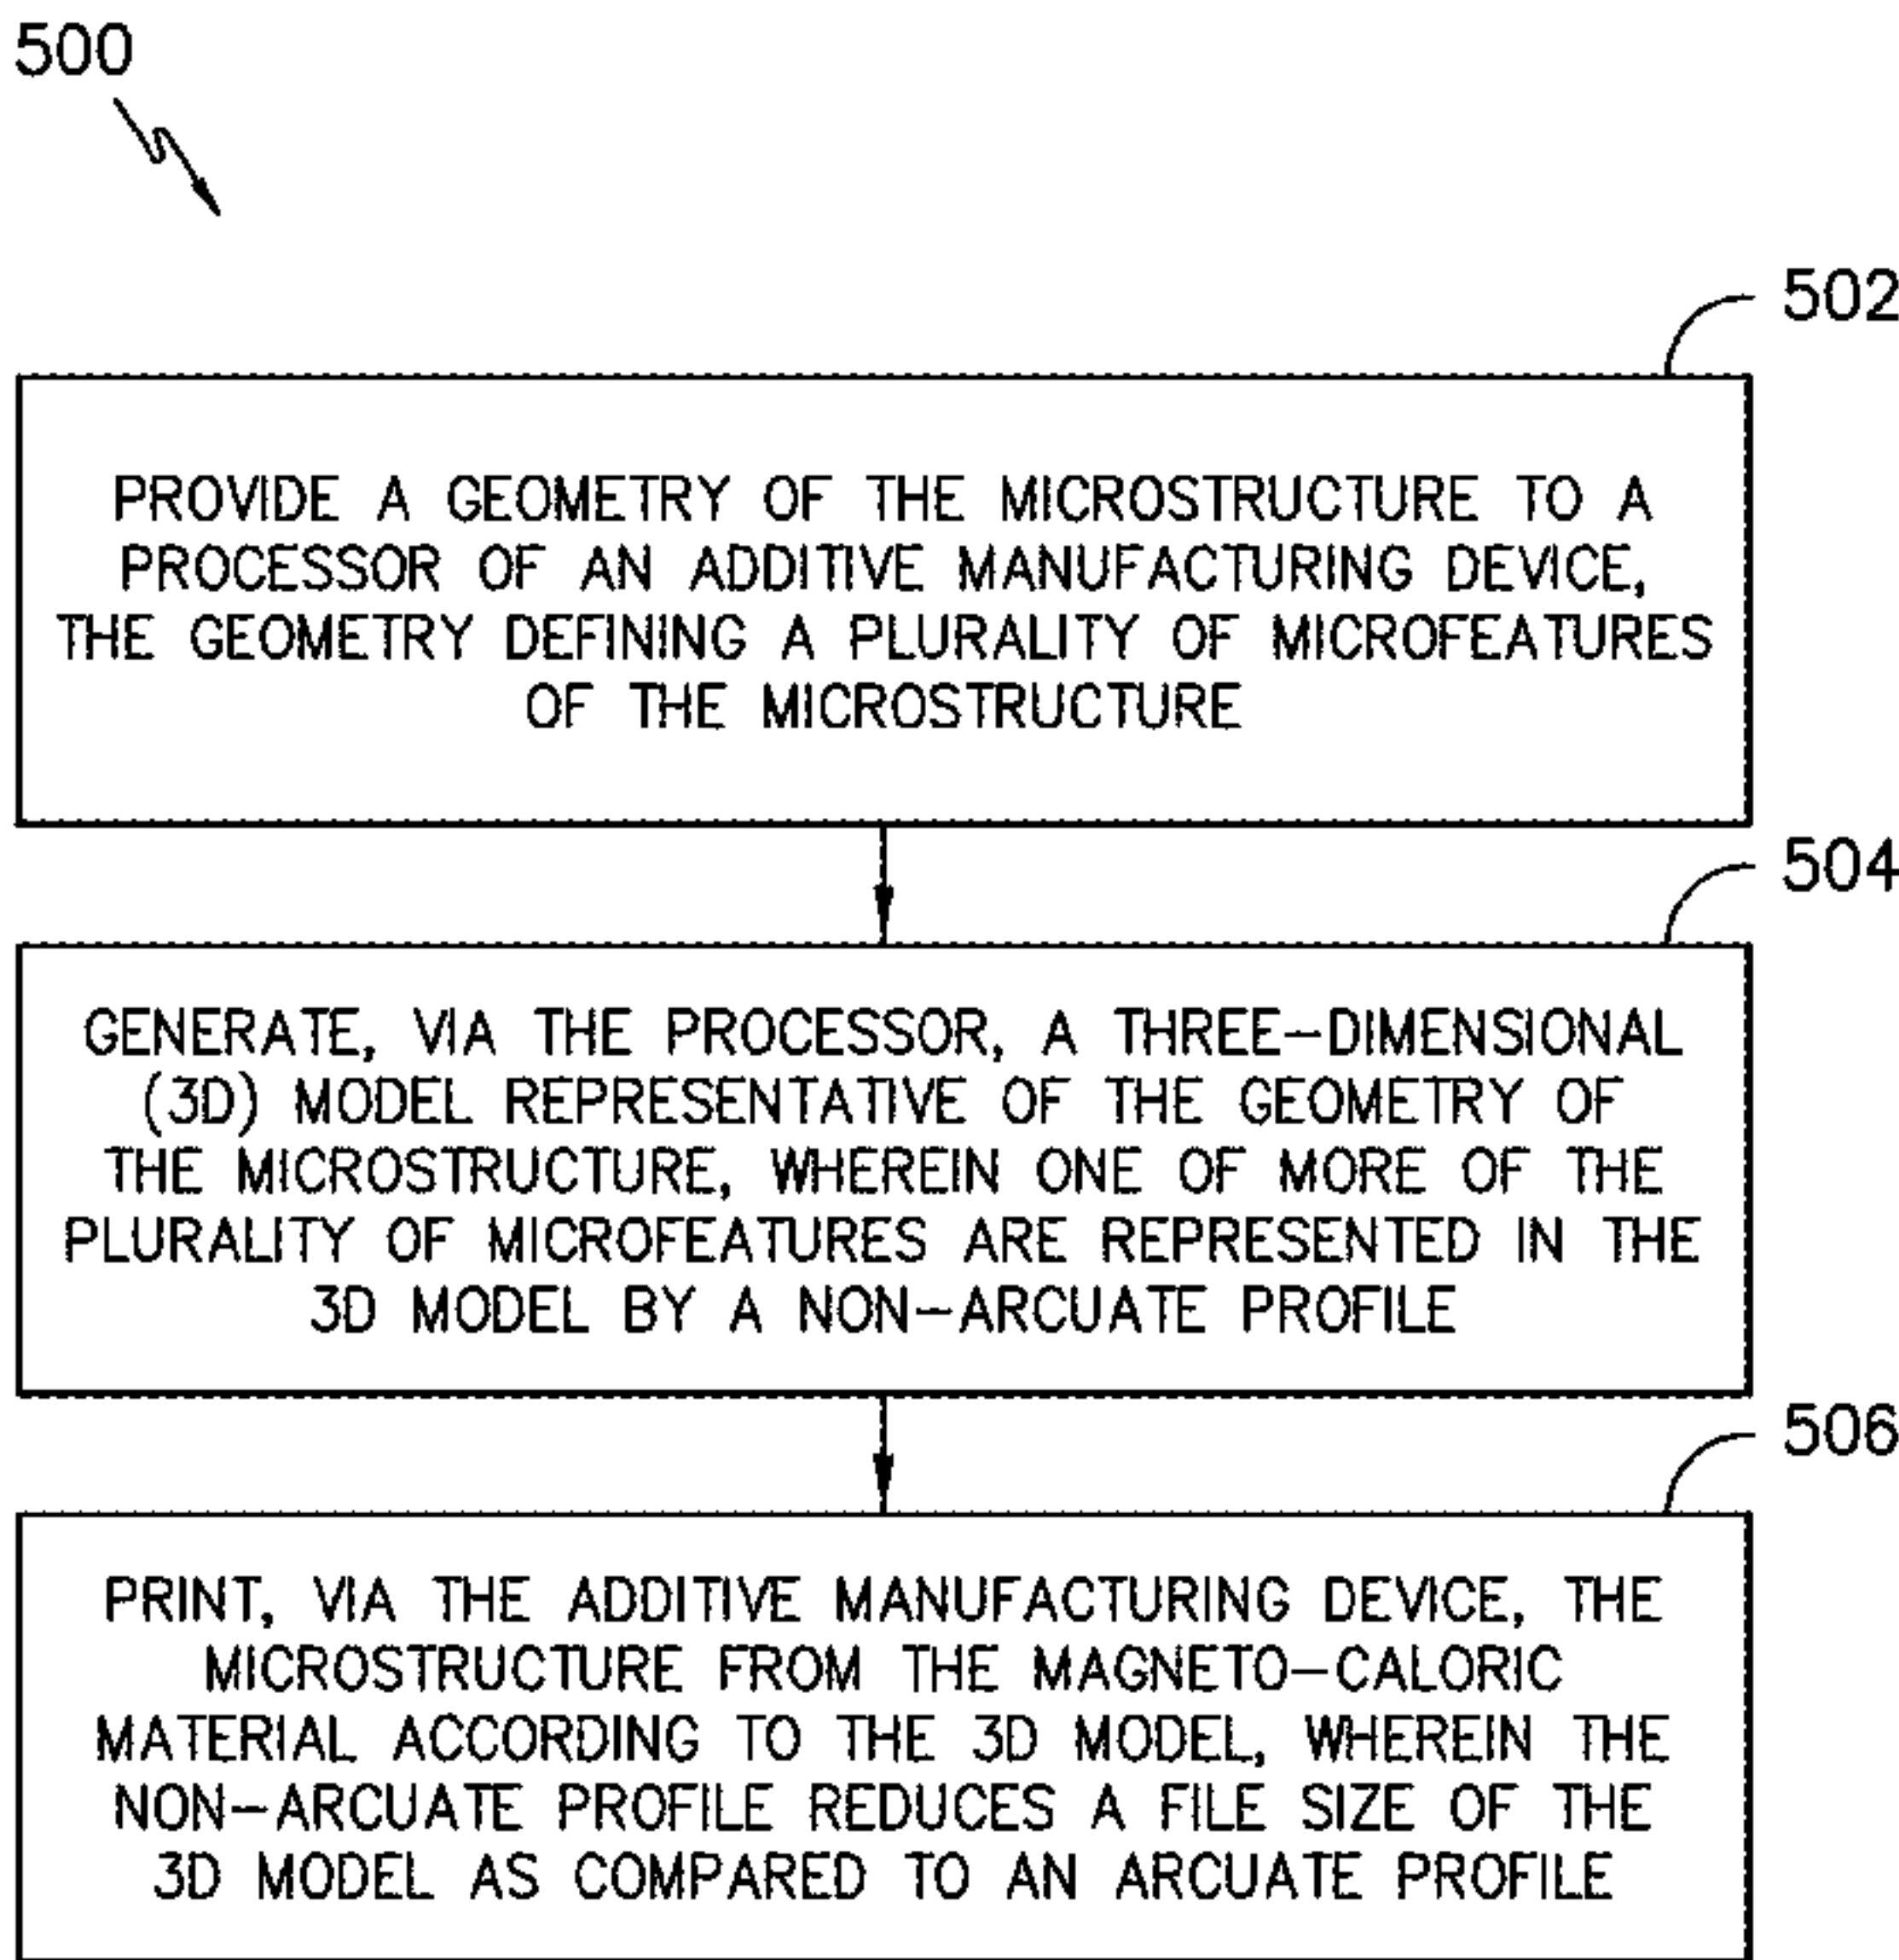 500
502
PROVIDE A GEOMETRY OF THE MICROSTRUCTURE TO A
PROCESSOR OF AN ADDITIVE MANUFACTURING DEVICE,
THE GEOMETRY DEFINING A PLURALITY OF MICROFEATURES
OF THE MICROSTRUCTURE
504
GENERATE, VIA THE PROCESSOR, A THREE-DIMENSIONAL
(3D) MODEL REPRESENTATIVE OF THE GEOMETRY OF
THE MICROSTRUCTURE, WHEREIN ONE OF MORE OF THE
PLURALITY OF MICROFEATURES ARE REPRESENTED IN THE
3D MODEL BY A NON-ARCUATE PROFILE
506
PRINT, VIA THE ADDITIVE MANUFACTURING DEVICE, THE
MICROSTRUCTURE FROM THE MAGNETO-CALORIC
MATERIAL ACCORDING TO THE 3D MODEL, WHEREIN THE
NON-ARCUATE PROFILE REDUCES A FILE SIZE OF THE
3D MODEL AS COMPARED TO AN ARCUATE PROFILE